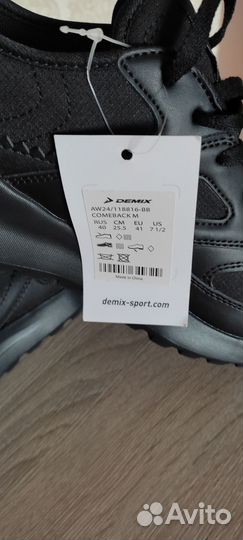 DEMIX
AW24/118816-BB
COMEBACK M
RUS CM EU US
40 25.5 41 7 1/2
Made in China
demix-sport.com
Avito